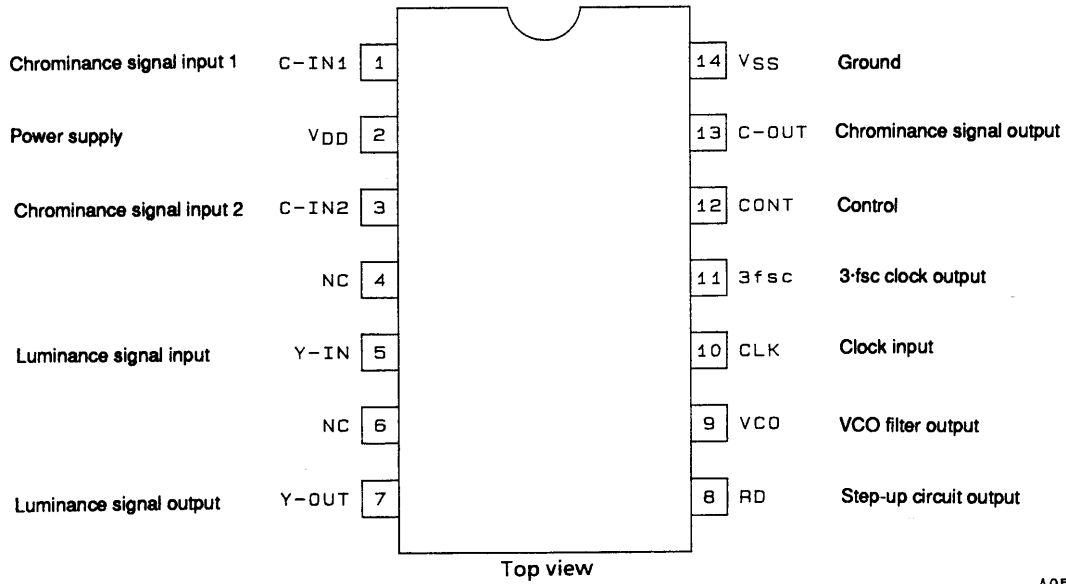 Chrominance signal input 1 C-IN1 1 14 VSS Ground
Power supply VDD 2 13 C-OUT Chrominance signal output
Chrominance signal input 2 C-IN2 3 12 CONT Control
NC 4 11 3fsc 3·fsc clock output
Luminance signal input Y-IN 5 10 CLK Clock input
NC 6 9 VCO VCO filter output
Luminance signal output Y-OUT 7 8 RD Step-up circuit output
Top view